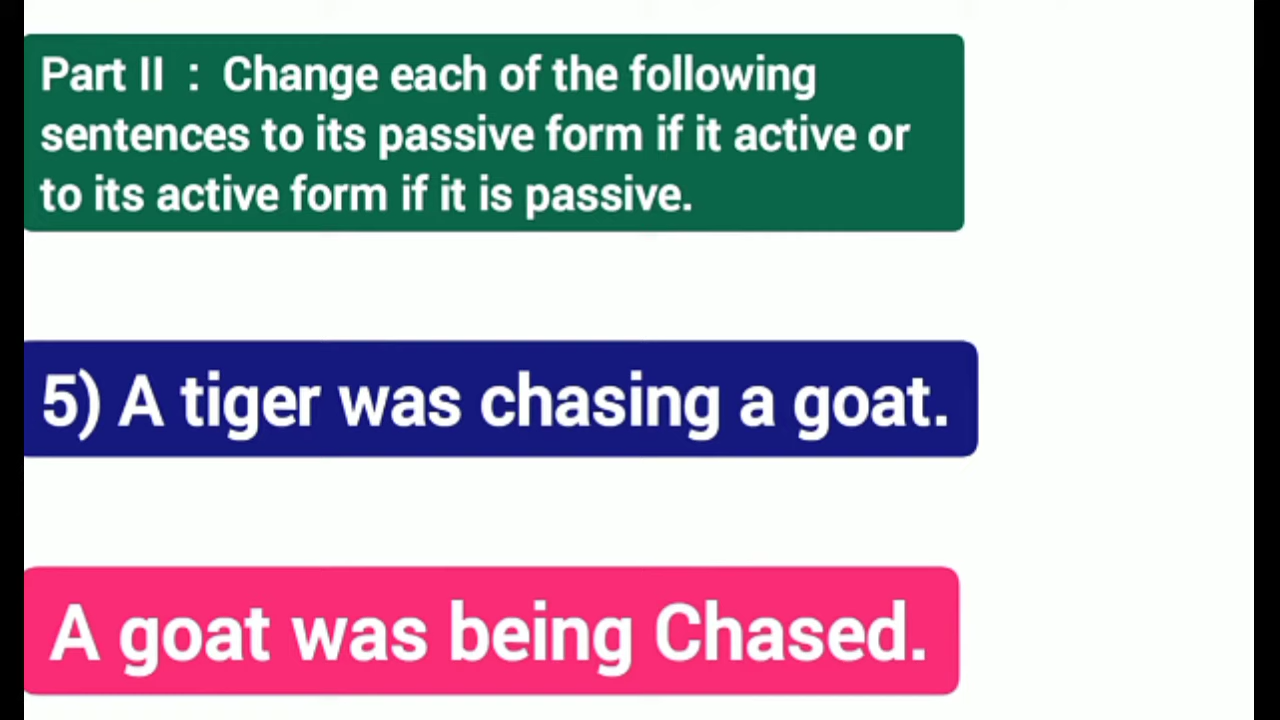 Part II : Change each of the following
sentences to its passive form if it active or
to its active form if it is passive.
5) A tiger was chasing a goat.
A goat was being Chased.